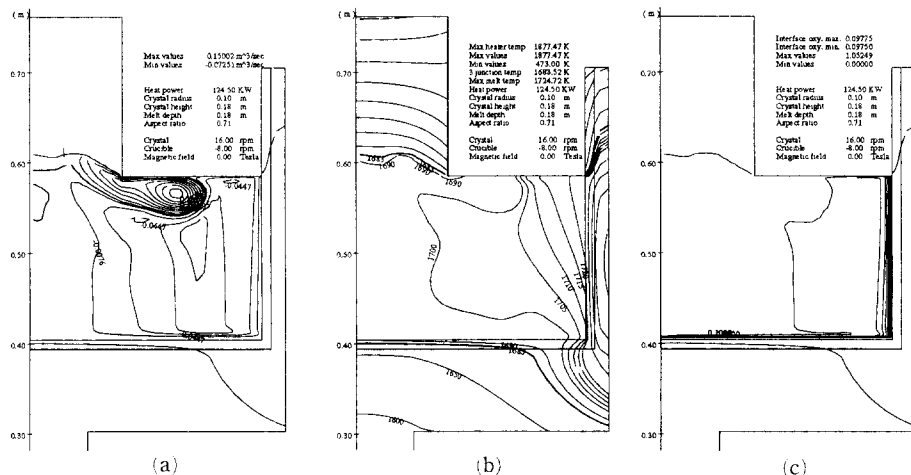 (m)
0.70
0.60
0.50
0.40
0.30
Max values 0.15002 m^3/sec
Min values -0.07251 m^3/sec
Heat power 124.50 KW
Crystal radius 0.10 m
Crystal height 0.18 m
Melt depth 0.18 m
Aspect ratio 0.71
Crystal 16.00 rpm
Crucible -8.00 rpm
Magnetic field 0.00 Tesla
-0.0447
-0.0447
-0.0076
(a)
(m)
0.70
0.60
0.50
0.40
0.30
Max heater temp 1877.47 K
Max values 1877.47 K
Min values 473.00 K
3 junction temp 1683.52 K
Max melt temp 1724.72 K
Heat power 124.50 KW
Crystal radius 0.10 m
Crystal height 0.18 m
Melt depth 0.18 m
Aspect ratio 0.71
Crystal 16.00 rpm
Crucible -8.00 rpm
Magnetic field 0.00 Tesla
1685
1690
1690
1690
1700
1715
1710
1705
1690
1685
1650
1600
(b)
(m)
0.70
0.60
0.50
0.40
0.30
Interface oxy. max. 0.09775
Interface oxy. min. 0.09750
Max values 1.05249
Min values 0.00000
Heat power 124.50 KW
Crystal radius 0.10 m
Crystal height 0.18 m
Melt depth 0.18 m
Aspect ratio 0.71
Crystal 16.00 rpm
Crucible -8.00 rpm
Magnetic field 0.00 Tesla
(c)